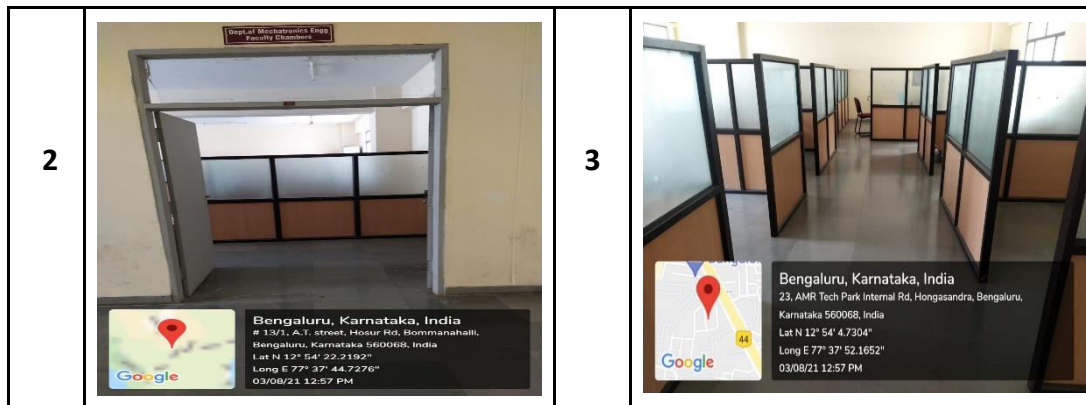 2
Dept.of Mechatronics Engg
Faculty Chambers
Google
Bengaluru, Karnataka, India
# 13/1, A.T. street, Hosur Rd, Bommanahalli,
Bengaluru, Karnataka 560068, India
Lat N 12° 54' 22.2192"
Long E 77° 37' 44.7276"
03/08/21 12:57 PM
3
44
Google
Bengaluru, Karnataka, India
23, AMR Tech Park Internal Rd, Hongasandra, Bengaluru,
Karnataka 560068, India
Lat N 12° 54' 4.7304"
Long E 77° 37' 52.1652"
03/08/21 12:57 PM